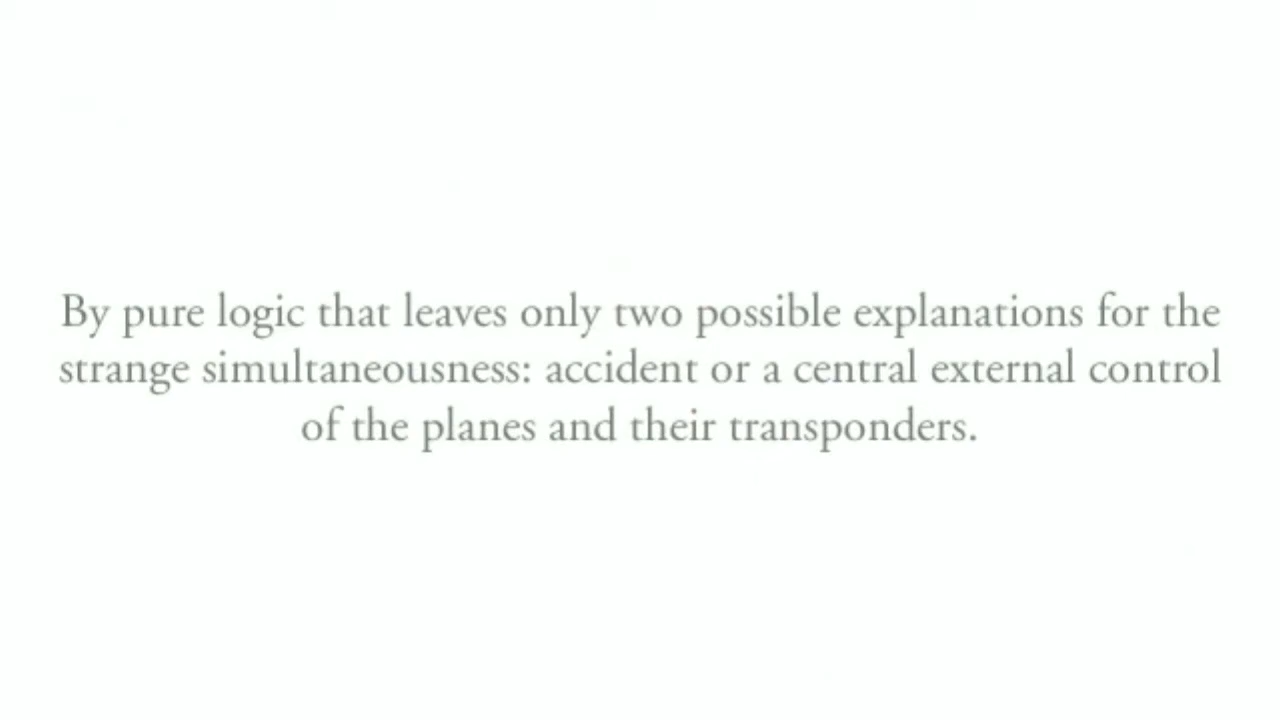 By pure logic that leaves only two possible explanations for the
strange simultaneousness: accident or a central external control
of the planes and their transponders.